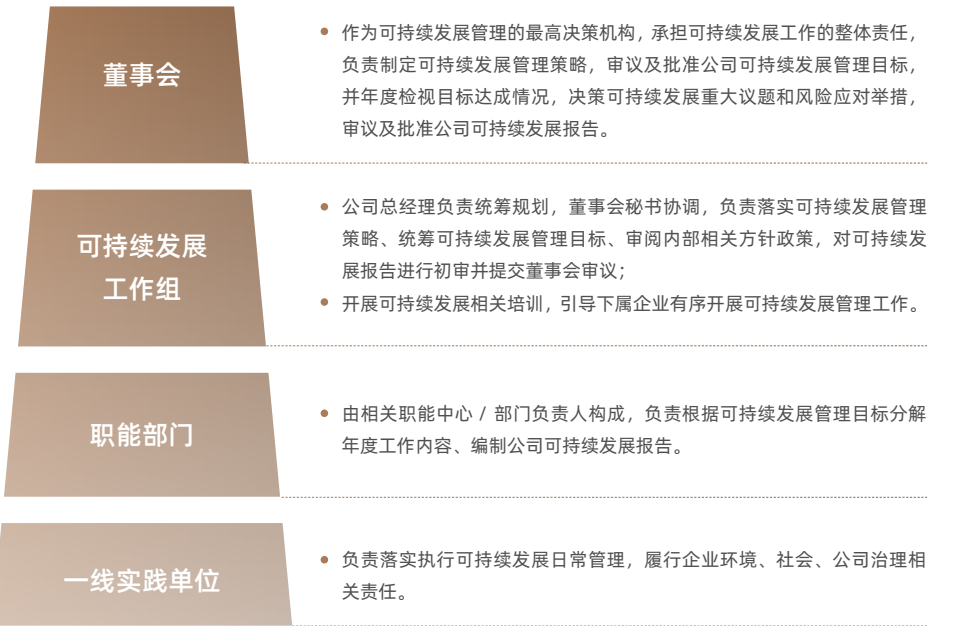 董事会
作为可持续发展管理的最高决策机构，承担可持续发展工作的整体责任，
负责制定可持续发展管理策略，审议及批准公司可持续发展管理目标，
并年度检视目标达成情况，决策可持续发展重大议题和风险应对举措，
审议及批准公司可持续发展报告。
可持续发展
工作组
公司总经理负责统筹规划，董事会秘书协调，负责落实可持续发展管理
策略、统筹可持续发展管理目标、审阅内部相关方针政策，对可持续发
展报告进行初审并提交董事会审议；
开展可持续发展相关培训，引导下属企业有序开展可持续发展管理工作。
职能部门
由相关职能中心 / 部门负责人构成，负责根据可持续发展管理目标分解
年度工作内容、编制公司可持续发展报告。
一线实践单位
负责落实执行可持续发展日常管理，履行企业环境、社会、公司治理相
关责任。